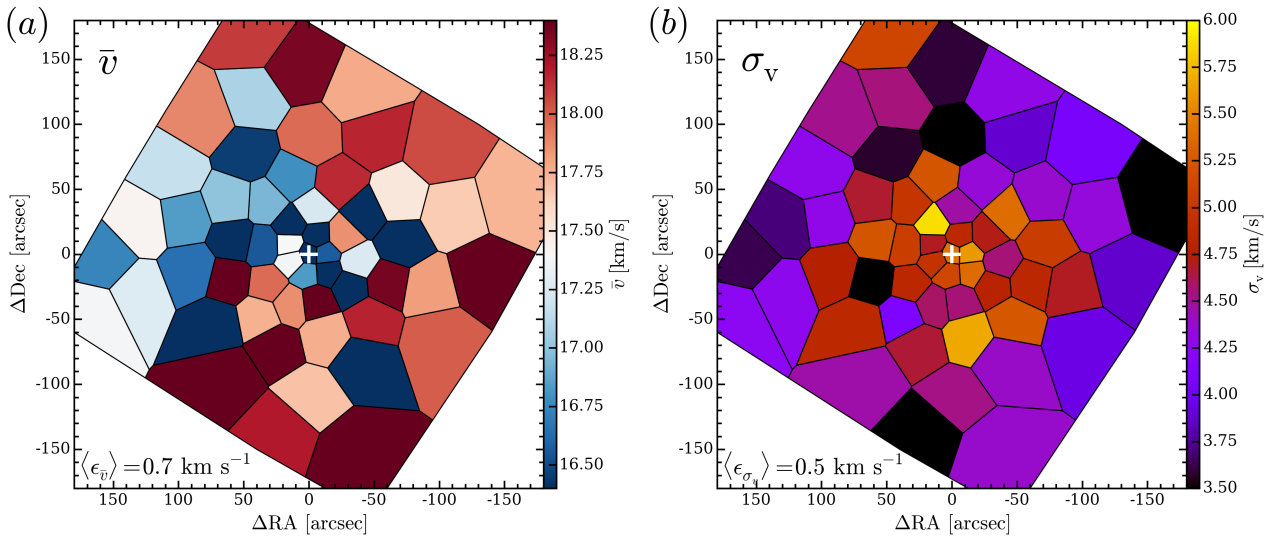 (a)
v̄
⟨ϵ_v̄⟩ = 0.7 km s⁻¹
150
100
50
0
-50
-100
-150
ΔDec [arcsec]
150 100 50 0 -50 -100 -150
ΔRA [arcsec]
18.25
18.00
17.75
17.50
17.25
17.00
16.75
16.50
v̄ [km/s]
(b)
σ_v
⟨ϵ_σ_v⟩ = 0.5 km s⁻¹
150
100
50
0
-50
-100
-150
ΔDec [arcsec]
150 100 50 0 -50 -100 -150
ΔRA [arcsec]
6.00
5.75
5.50
5.25
5.00
4.75
4.50
4.25
4.00
3.75
3.50
σ_v [km/s]